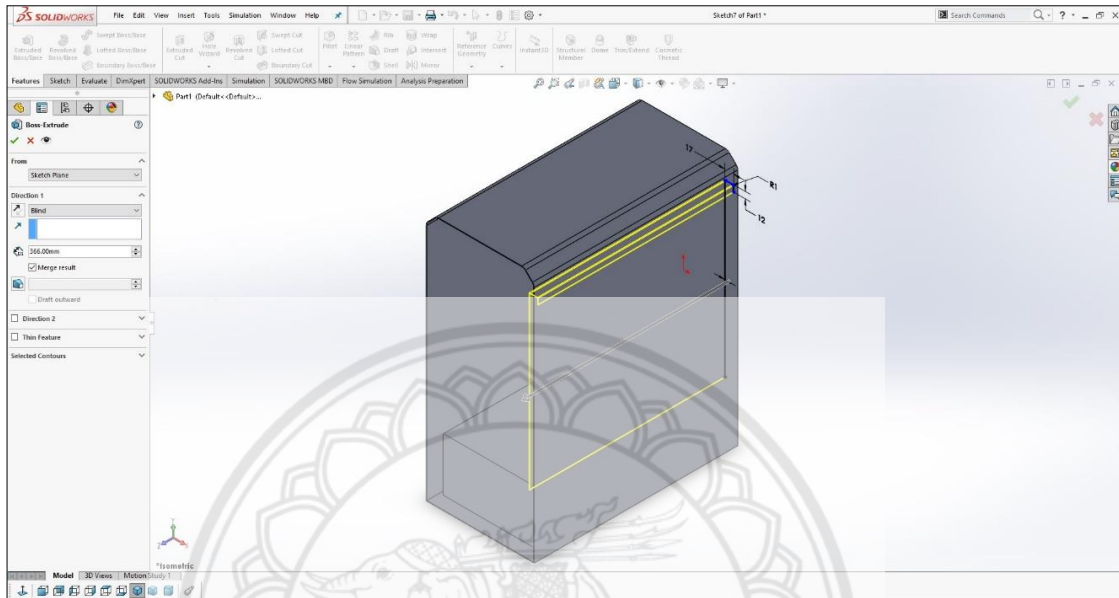 SOLIDWORKS File Edit View Insert Tools Simulation Window Help Sketch7 of Part1 * Search Commands
Extruded Boss/Base Revolved Boss/Base Swept Boss/Base Lofted Boss/Base Boundary Boss/Base Extruded Cut Hole Wizard Revolved Cut Swept Cut Lofted Cut Boundary Cut Fillet Linear Pattern Rib Draft Shell Wrap Intersect Mirror Reference Geometry Curves Instant3D Structural Member Dome Trim/Extend Cosmetic Thread
Features Sketch Evaluate DimXpert SOLIDWORKS Add-Ins Simulation SOLIDWORKS MBD Flow Simulation Analysis Preparation
Part1 (Default<<Default>...
Boss-Extrude
From
Sketch Plane
Direction 1
Blind
366.00mm
Merge result
Draft outward
Direction 2
Thin Feature
Selected Contours
17
R1
12
*Isometric
Model 3D Views Motion Study 1